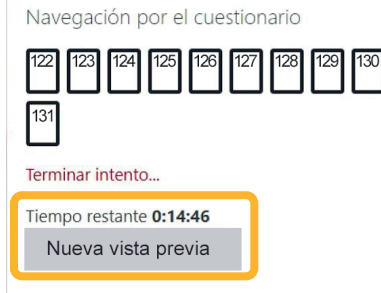 Navegación por el cuestionario
122 123 124 125 126 127 128 129 130
131
Terminar intento...
Tiempo restante 0:14:46
Nueva vista previa